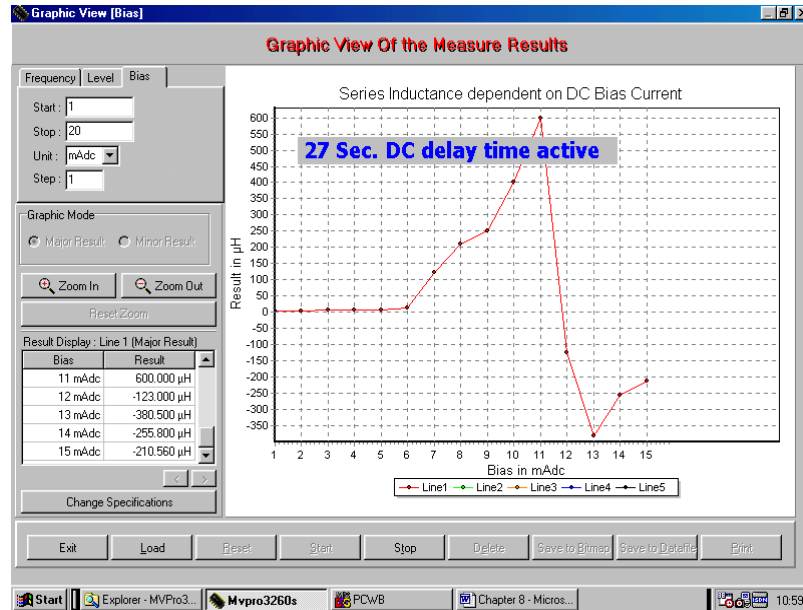 Graphic View [Bias]
Graphic View Of the Measure Results
Frequency Level Bias
Start : 1
Stop : 20
Unit : mAdc
Step : 1
Graphic Mode
Major Result Minor Result
Zoom In Zoom Out
Reset Zoom
Result Display : Line 1 (Major Result)
Bias Result
11 mAdc 600.000 µH
12 mAdc -123.000 µH
13 mAdc -380.500 µH
14 mAdc -255.800 µH
15 mAdc -210.560 µH
< >
Change Specifications
Series Inductance dependent on DC Bias Current
27 Sec. DC delay time active
Result in µH
600
550
500
450
400
350
300
250
200
150
100
50
0
-50
-100
-150
-200
-250
-300
-350
1 2 3 4 5 6 7 8 9 10 11 12 13 14 15
Bias in mAdc
Line1 Line2 Line3 Line4 Line5
Exit Load Reset Start Stop Delete Save to Bitmap Save to Datafile Print
Start Explorer - MVPro3... Mvpro3260s PCWB Chapter 8 - Micros... ISDN 10:59